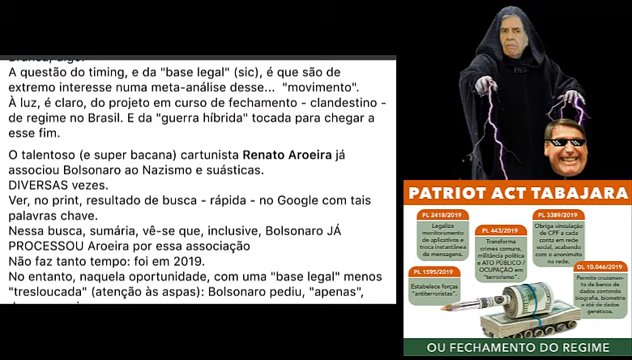 A questão do timing, e da "base legal" (sic), é que são de
extremo interesse numa meta-análise desse... "movimento".
À luz, é claro, do projeto em curso de fechamento - clandestino -
de regime no Brasil. E da "guerra híbrida" tocada para chegar a
esse fim.
O talentoso (e super bacana) cartunista Renato Aroeira já
associou Bolsonaro ao Nazismo e suásticas.
DIVERSAS vezes.
Ver, no print, resultado de busca - rápida - no Google com tais
palavras chave.
Nessa busca, sumária, vê-se que, inclusive, Bolsonaro JÁ
PROCESSOU Aroeira por essa associação
Não faz tanto tempo: foi em 2019.
No entanto, naquela oportunidade, com uma "base legal" menos
"tresloucada" (atenção às aspas): Bolsonaro pediu, "apenas",
PATRIOT ACT TABAJARA
PL 2418/2019
Legaliza
monitoramento
de aplicativos e
troca instantânea
de mensagens.
PL 443/2019
Transforma
crimes comuns,
militância política
e ATO PÚBLICO /
OCUPAÇÃO em
"terrorismo".
PL 3389/2019
Obriga vinculação
de CPF a cada
conta em rede
social, acabando
com o anonimato
na rede.
PL 1595/2019
Estabelece forças
"antiterroristas".
DL 10.046/2019
Permite cruzamento
de banco de
dados contendo
biografia, biometria
e até de dados
genéticos.
OU FECHAMENTO DO REGIME